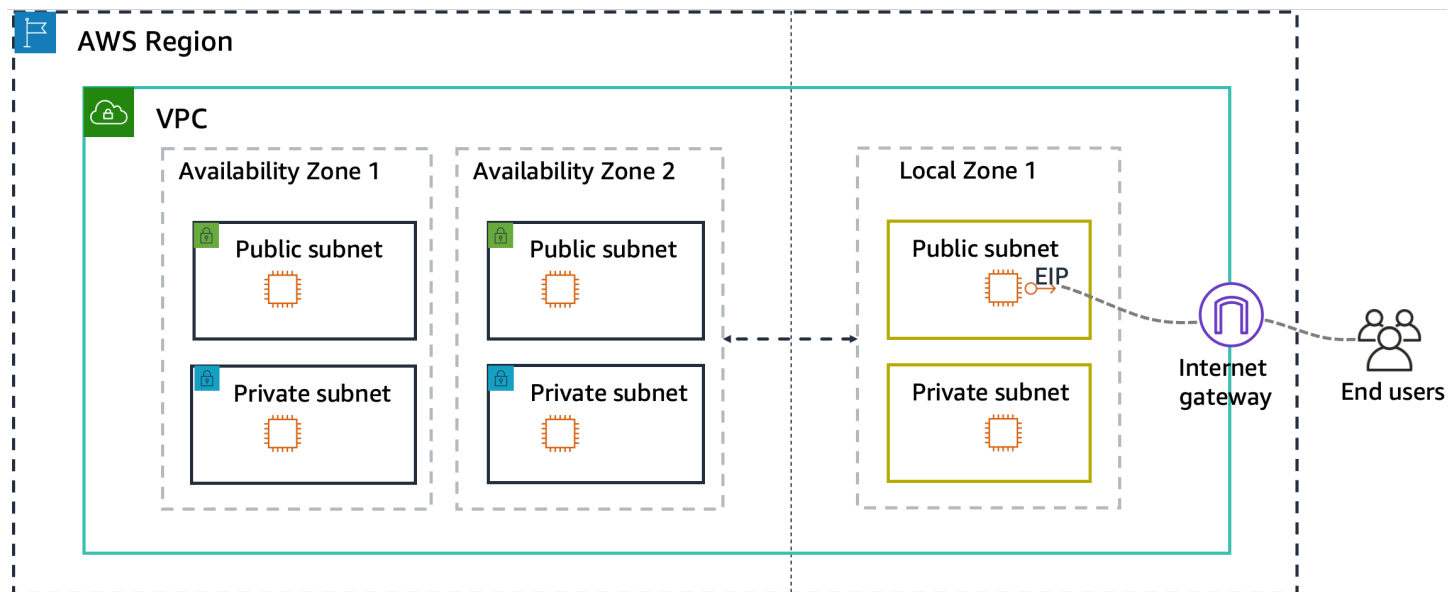 AWS Region
VPC
Availability Zone 1
Public subnet
Private subnet
Availability Zone 2
Public subnet
Private subnet
Local Zone 1
Public subnet
EIP
Private subnet
Internet
gateway
End users